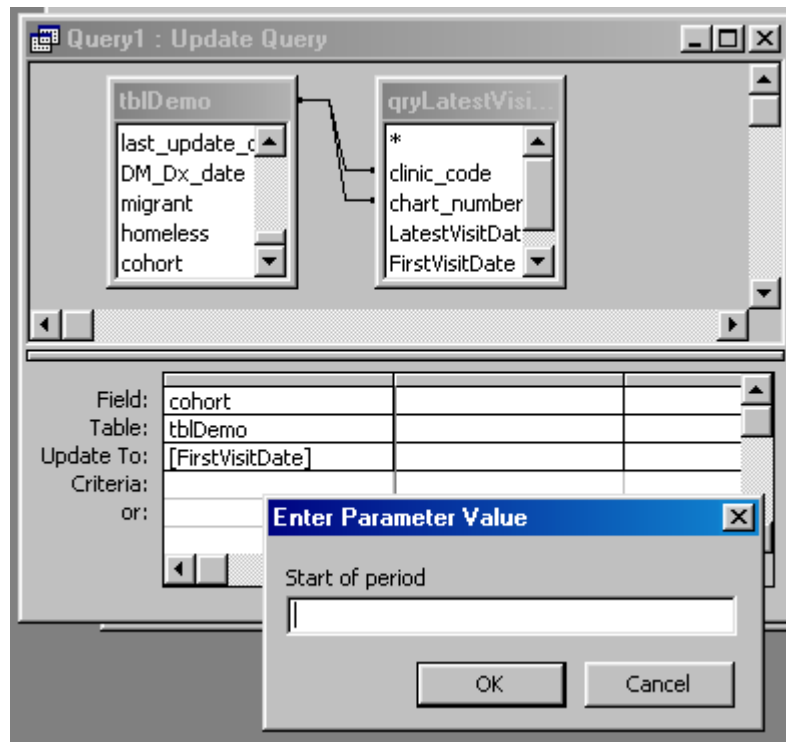 Query1 : Update Query
tblDemo
last_update_c
DM_Dx_date
migrant
homeless
cohort
qryLatestVisi...
*
clinic_code
chart_number
LatestVisitDat
FirstVisitDate
Field: cohort
Table: tblDemo
Update To: [FirstVisitDate]
Criteria:
or:
Enter Parameter Value
Start of period
OK Cancel